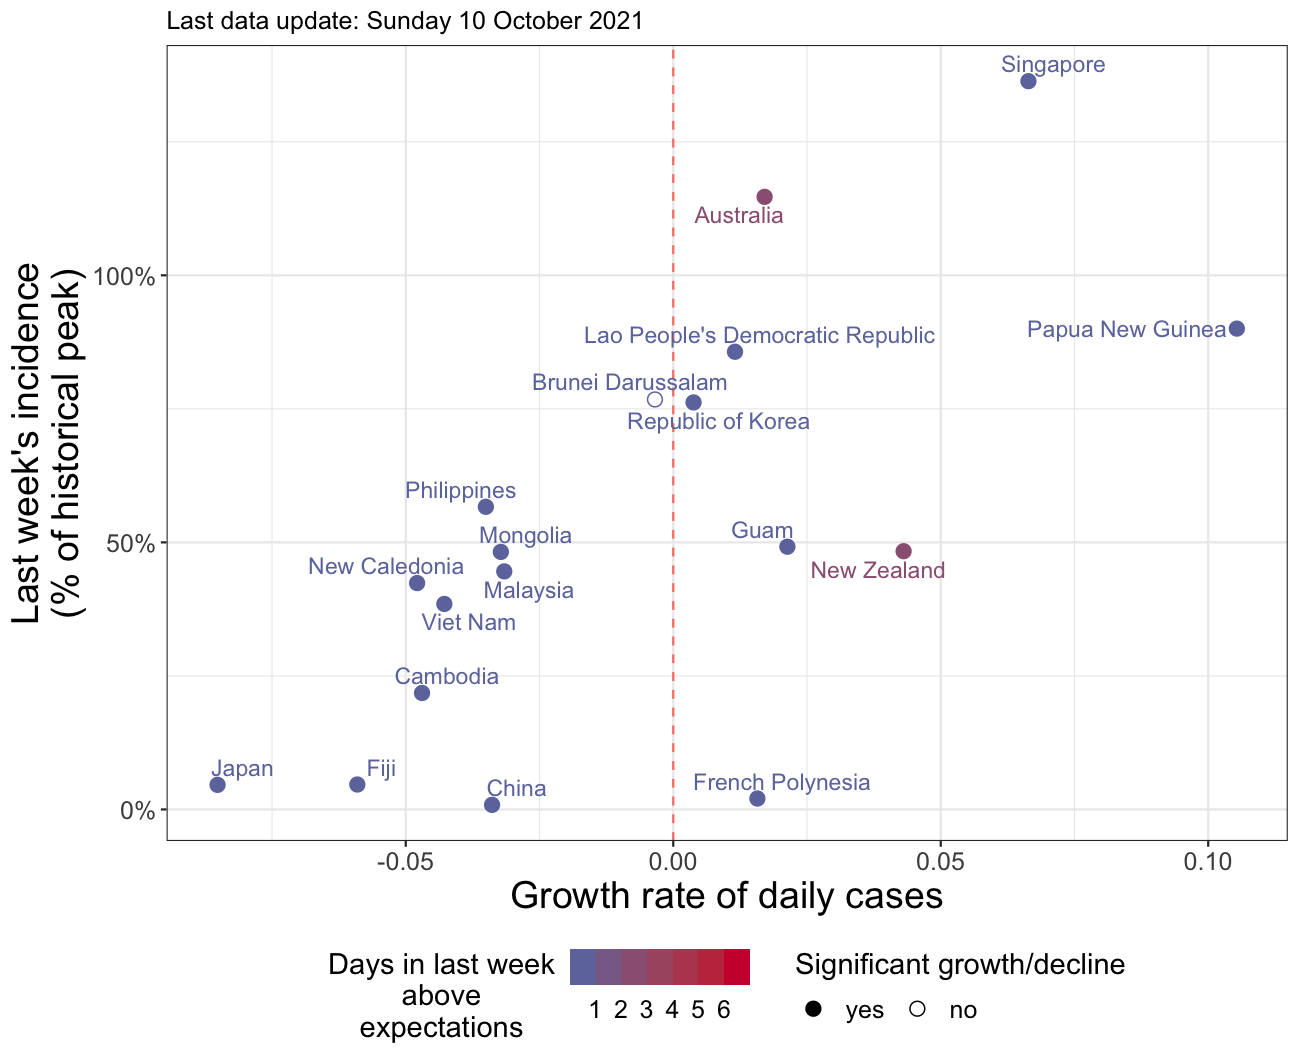 Last data update: Sunday 10 October 2021
Singapore
Australia
100%
Papua New Guinea
Lao People's Democratic Republic
Brunei Darussalam
Republic of Korea
Last week's incidence
(% of historical peak)
Philippines
Mongolia
Guam
50%
New Caledonia
New Zealand
Malaysia
Viet Nam
Cambodia
Japan
Fiji
China
French Polynesia
0%
-0.05 0.00 0.05 0.10
Growth rate of daily cases
Days in last week
above
expectations
1 2 3 4 5 6
Significant growth/decline
yes no